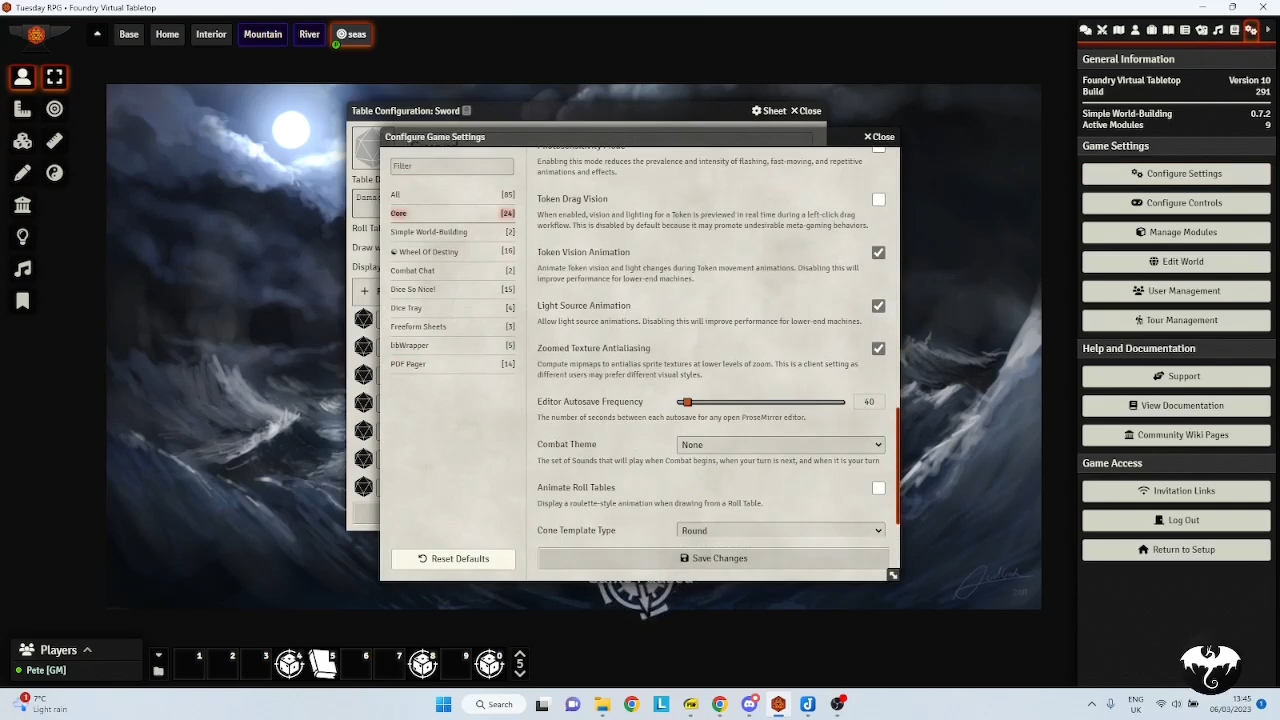 Tuesday RPG • Foundry Virtual Tabletop
Base
Home
Interior
Mountain
River
seas
Table Configuration: Sword
Sheet
Close
Configure Game Settings
Close
Filter
All [85]
Core [24]
Simple World-Building [2]
Wheel Of Destiny [16]
Combat Chat [2]
Dice So Nice! [15]
Dice Tray [4]
Freeform Sheets [3]
libWrapper [5]
PDF Pager [14]
Reset Defaults
Table D
Dama
Roll Ta
Draw w
Display
Photosensitivity Mode
Enabling this mode reduces the prevalence and intensity of flashing, fast-moving, and repetitive
animations and effects.
Token Drag Vision
When enabled, vision and lighting for a Token is previewed in real time during a left-click drag
workflow. This is disabled by default because it may promote undesirable meta-gaming behaviors.
Token Vision Animation
Animate Token vision and light changes during Token movement animations. Disabling this will
improve performance for lower-end machines.
Light Source Animation
Allow light source animations. Disabling this will improve performance for lower-end machines.
Zoomed Texture Antialiasing
Compute mipmaps to antialias sprite textures at lower levels of zoom. This is a client setting as
different users may prefer different visual styles.
Editor Autosave Frequency 40
The number of seconds between each autosave for any open ProseMirror editor.
Combat Theme None
The set of Sounds that will play when Combat begins, when your turn is next, and when it is your turn
Animate Roll Tables
Display a roulette-style animation when drawing from a Roll Table.
Cone Template Type Round
Save Changes
General Information
Foundry Virtual Tabletop Version 10
Build 291
Simple World-Building 0.7.2
Active Modules 9
Game Settings
Configure Settings
Configure Controls
Manage Modules
Edit World
User Management
Tour Management
Help and Documentation
Support
View Documentation
Community Wiki Pages
Game Access
Invitation Links
Log Out
Return to Setup
Players
Pete [GM]
1 2 3 4 5 6 7 8 9 0
5
7°C
Light rain
1
Search
ENG
UK
13:45
06/03/2023